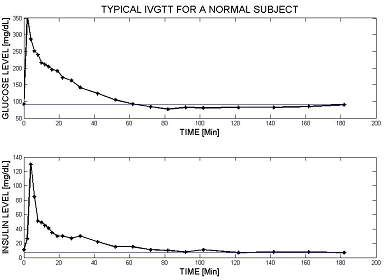 TYPICAL IVGTT FOR A NORMAL SUBJECT
GLUCOSE LEVEL [mg/dL]
350
300
250
200
150
100
50
0 20 40 60 80 100 120 140 160 180 200
TIME [Min]
INSULIN LEVEL [mg/dL]
140
120
100
80
60
40
20
0
0 20 40 60 80 100 120 140 160 180 200
TIME [Min]